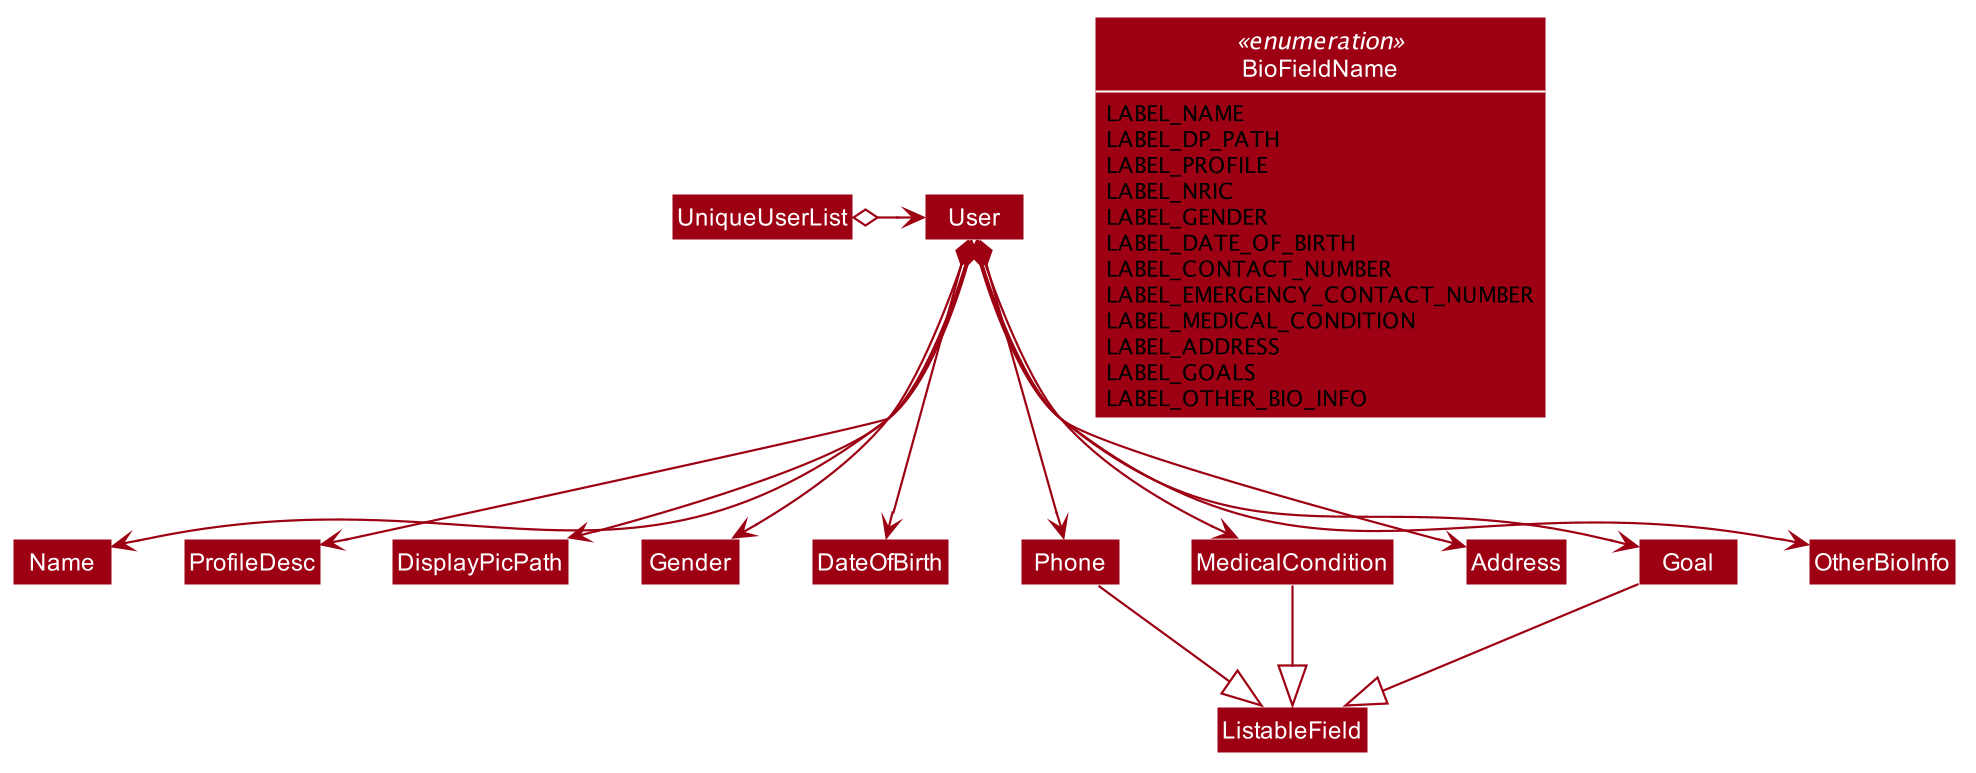 «enumeration»
BioFieldName
LABEL_NAME
LABEL_DP_PATH
LABEL_PROFILE
LABEL_NRIC
LABEL_GENDER
LABEL_DATE_OF_BIRTH
LABEL_CONTACT_NUMBER
LABEL_EMERGENCY_CONTACT_NUMBER
LABEL_MEDICAL_CONDITION
LABEL_ADDRESS
LABEL_GOALS
LABEL_OTHER_BIO_INFO
UniqueUserList
User
Name
ProfileDesc
DisplayPicPath
Gender
DateOfBirth
Phone
MedicalCondition
Address
Goal
OtherBioInfo
ListableField